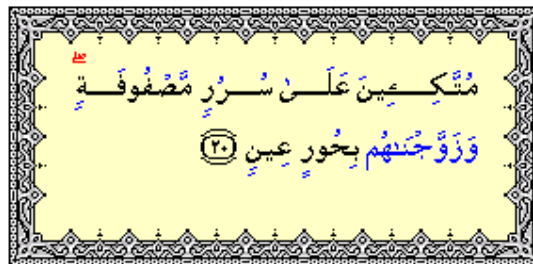 مُتَّكِـِٔينَ عَلَىٰ سُرُرٍ مَّصْفُوفَةٍ ۖ
وَزَوَّجْنَـٰهُم بِحُورٍ عِينٍ ﴿٢٠﴾